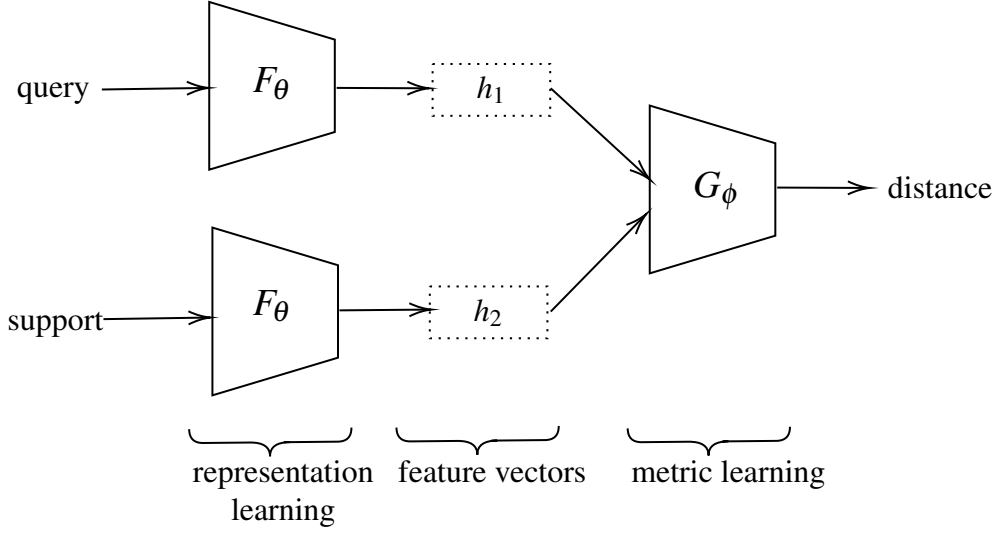 query
F_θ
h_1
G_ϕ
distance
support
F_θ
h_2
representation
learning
feature vectors
metric learning